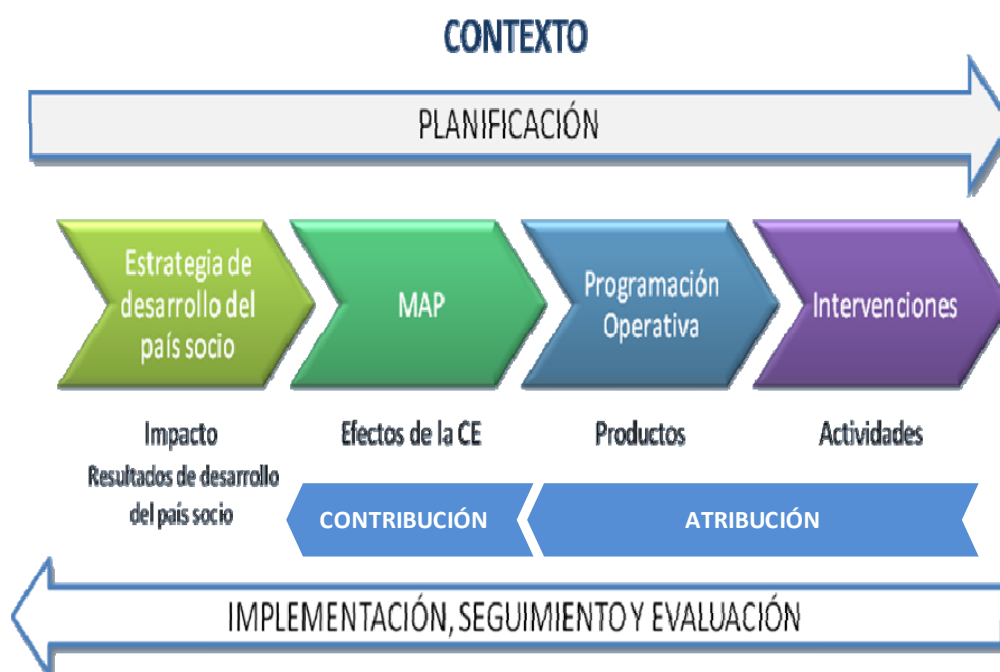 CONTEXTO
PLANIFICACIÓN
Estrategia de
desarrollo del
país socio
MAP
Programación
Operativa
Intervenciones
Impacto
Resultados de desarrollo
del país socio
Efectos de la CE
Productos
Actividades
CONTRIBUCIÓN
ATRIBUCIÓN
IMPLEMENTACIÓN, SEGUIMIENTO Y EVALUACIÓN